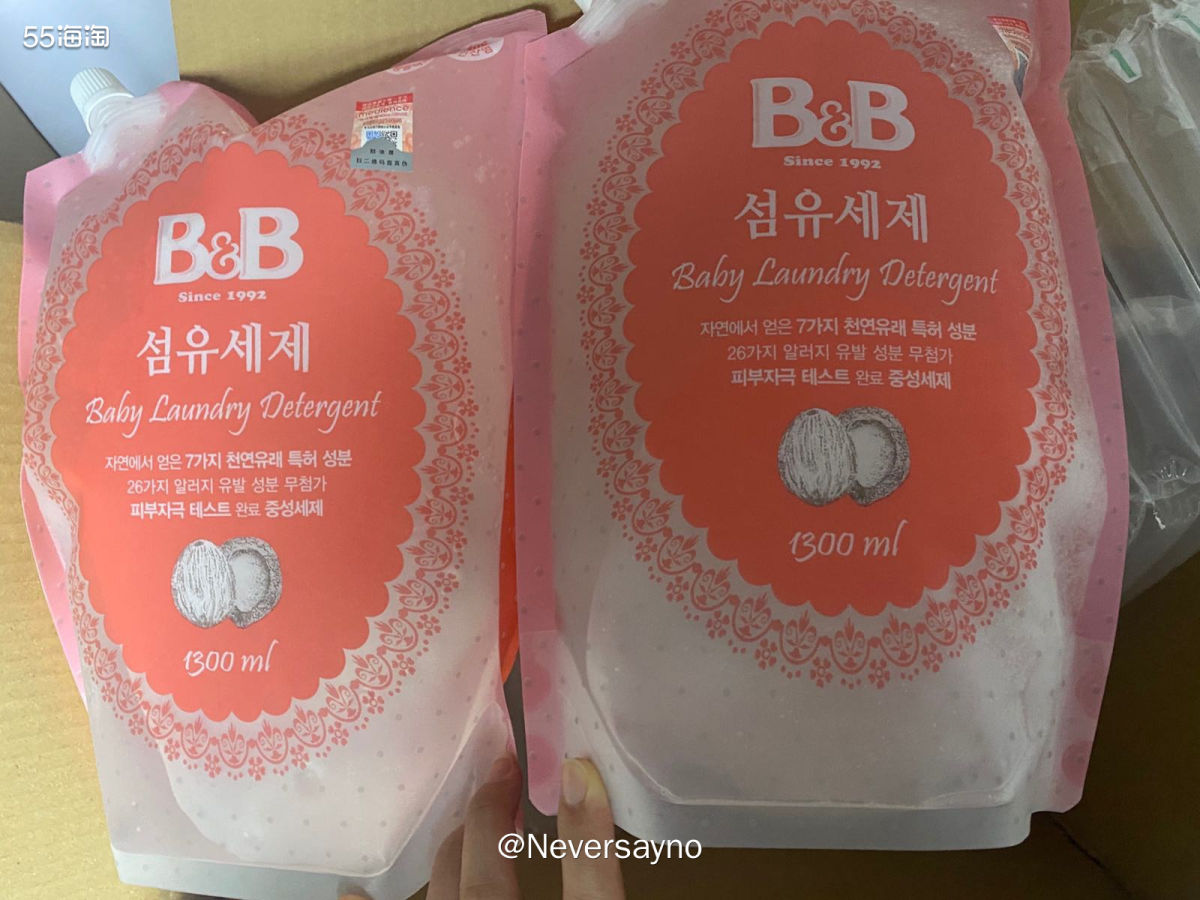 55海淘
B&B
Since 1992
섬유세제
Baby Laundry Detergent
자연에서 얻은 7가지 천연유래 특허 성분
26가지 알러지 유발 성분 무첨가
피부자극 테스트 완료 중성세제
1300 ml
B&B
Since 1992
섬유세제
Baby Laundry Detergent
자연에서 얻은 7가지 천연유래 특허 성분
26가지 알러지 유발 성분 무첨가
피부자극 테스트 완료 중성세제
1300 ml
@Neversayno